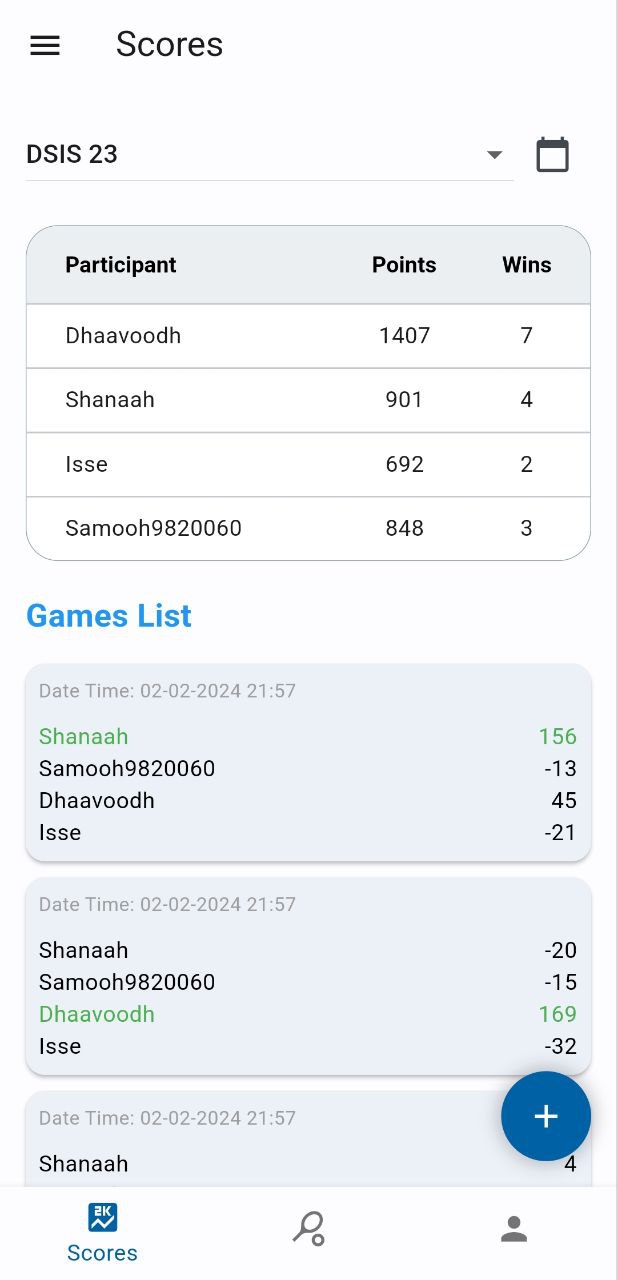 Scores
DSIS 23
Participant Points Wins
Dhaavoodh 1407 7
Shanaah 901 4
Isse 692 2
Samooh9820060 848 3
Games List
Date Time: 02-02-2024 21:57
Shanaah 156
Samooh9820060 -13
Dhaavoodh 45
Isse -21
Date Time: 02-02-2024 21:57
Shanaah -20
Samooh9820060 -15
Dhaavoodh 169
Isse -32
Date Time: 02-02-2024 21:57
Shanaah 4
2K
Scores